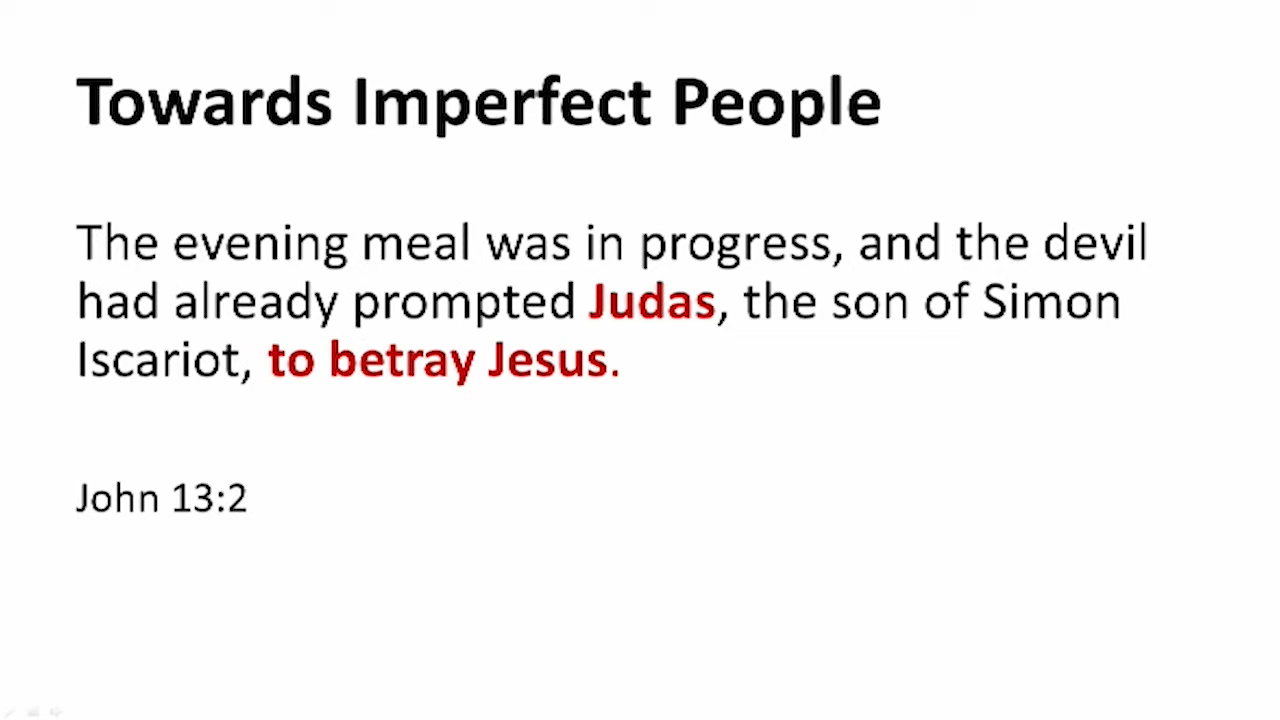 Towards Imperfect People
The evening meal was in progress, and the devil
had already prompted Judas, the son of Simon
Iscariot, to betray Jesus.
John 13:2